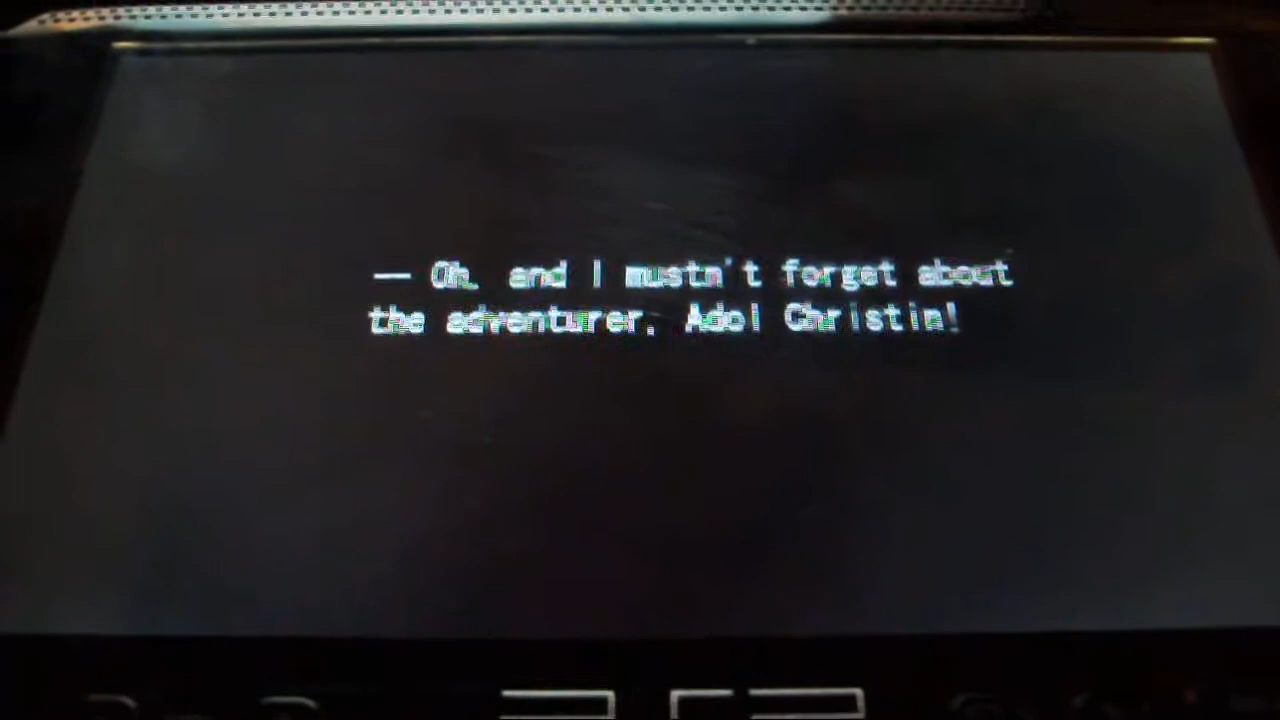 — Oh, and I mustn't forget about
the adventurer, Adol Christin!